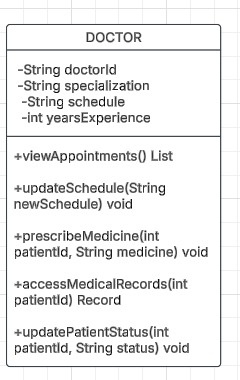 DOCTOR
-String doctorId
-String specialization
-String schedule
-int yearsExperience
+viewAppointments() List
+updateSchedule(String
newSchedule) void
+prescribeMedicine(int
patientId, String medicine) void
+accessMedicalRecords(int
patientId) Record
+updatePatientStatus(int
patientId, String status) void